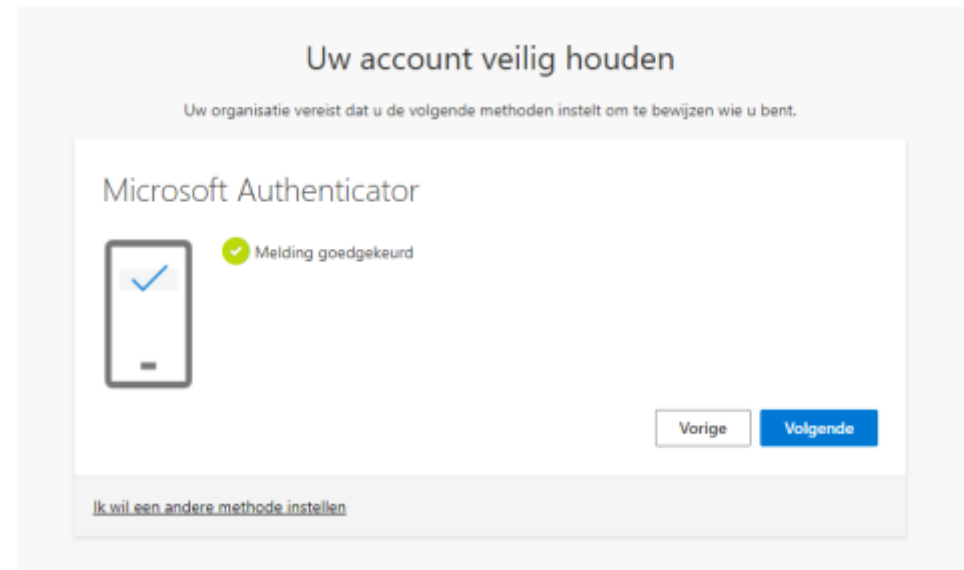 Uw account veilig houden
Uw organisatie vereist dat u de volgende methoden instelt om te bewijzen wie u bent.
Microsoft Authenticator
Melding goedgekeurd
Vorige
Volgende
Ik wil een andere methode instellen